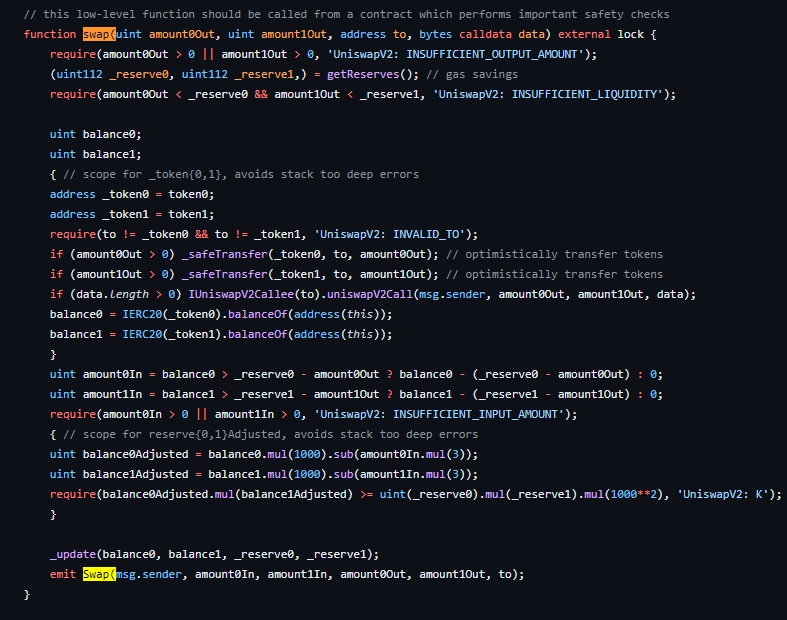 // this low-level function should be called from a contract which performs important safety checks
function swap(uint amount0Out, uint amount1Out, address to, bytes calldata data) external lock {
require(amount0Out > 0 || amount1Out > 0, 'UniswapV2: INSUFFICIENT_OUTPUT_AMOUNT');
(uint112 _reserve0, uint112 _reserve1,) = getReserves(); // gas savings
require(amount0Out < _reserve0 && amount1Out < _reserve1, 'UniswapV2: INSUFFICIENT_LIQUIDITY');
uint balance0;
uint balance1;
{ // scope for _token{0,1}, avoids stack too deep errors
address _token0 = token0;
address _token1 = token1;
require(to != _token0 && to != _token1, 'UniswapV2: INVALID_TO');
if (amount0Out > 0) _safeTransfer(_token0, to, amount0Out); // optimistically transfer tokens
if (amount1Out > 0) _safeTransfer(_token1, to, amount1Out); // optimistically transfer tokens
if (data.length > 0) IUniswapV2Callee(to).uniswapV2Call(msg.sender, amount0Out, amount1Out, data);
balance0 = IERC20(_token0).balanceOf(address(this));
balance1 = IERC20(_token1).balanceOf(address(this));
}
uint amount0In = balance0 > _reserve0 - amount0Out ? balance0 - (_reserve0 - amount0Out) : 0;
uint amount1In = balance1 > _reserve1 - amount1Out ? balance1 - (_reserve1 - amount1Out) : 0;
require(amount0In > 0 || amount1In > 0, 'UniswapV2: INSUFFICIENT_INPUT_AMOUNT');
{ // scope for reserve{0,1}Adjusted, avoids stack too deep errors
uint balance0Adjusted = balance0.mul(1000).sub(amount0In.mul(3));
uint balance1Adjusted = balance1.mul(1000).sub(amount1In.mul(3));
require(balance0Adjusted.mul(balance1Adjusted) >= uint(_reserve0).mul(_reserve1).mul(1000**2), 'UniswapV2: K');
}
_update(balance0, balance1, _reserve0, _reserve1);
emit Swap(msg.sender, amount0In, amount1In, amount0Out, amount1Out, to);
}